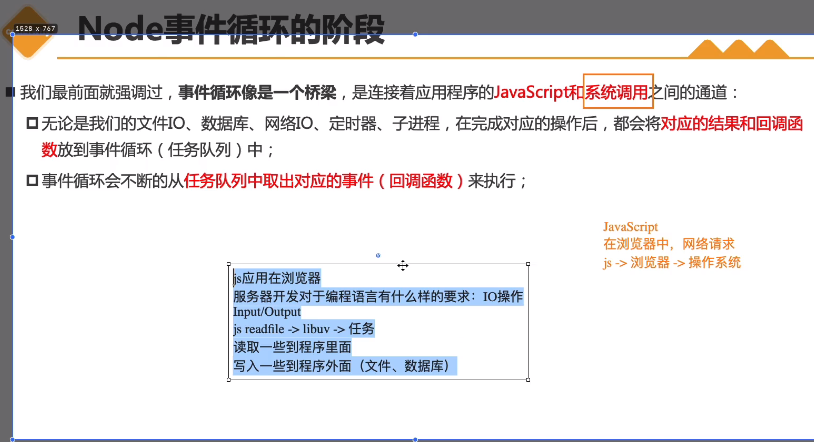 1528 x 767
Node事件循环的阶段
我们最前面就强调过，事件循环像是一个桥梁，是连接着应用程序的JavaScript和系统调用之间的通道：
无论是我们的文件IO、数据库、网络IO、定时器、子进程，在完成对应的操作后，都会将对应的结果和回调函
数放到事件循环（任务队列）中；
事件循环会不断的从任务队列中取出对应的事件（回调函数）来执行；
JavaScript
在浏览器中，网络请求
js -> 浏览器 -> 操作系统
js应用在浏览器
服务器开发对于编程语言有什么样的要求：IO操作
Input/Output
js readfile -> libuv -> 任务
读取一些到程序里面
写入一些到程序外面（文件、数据库）